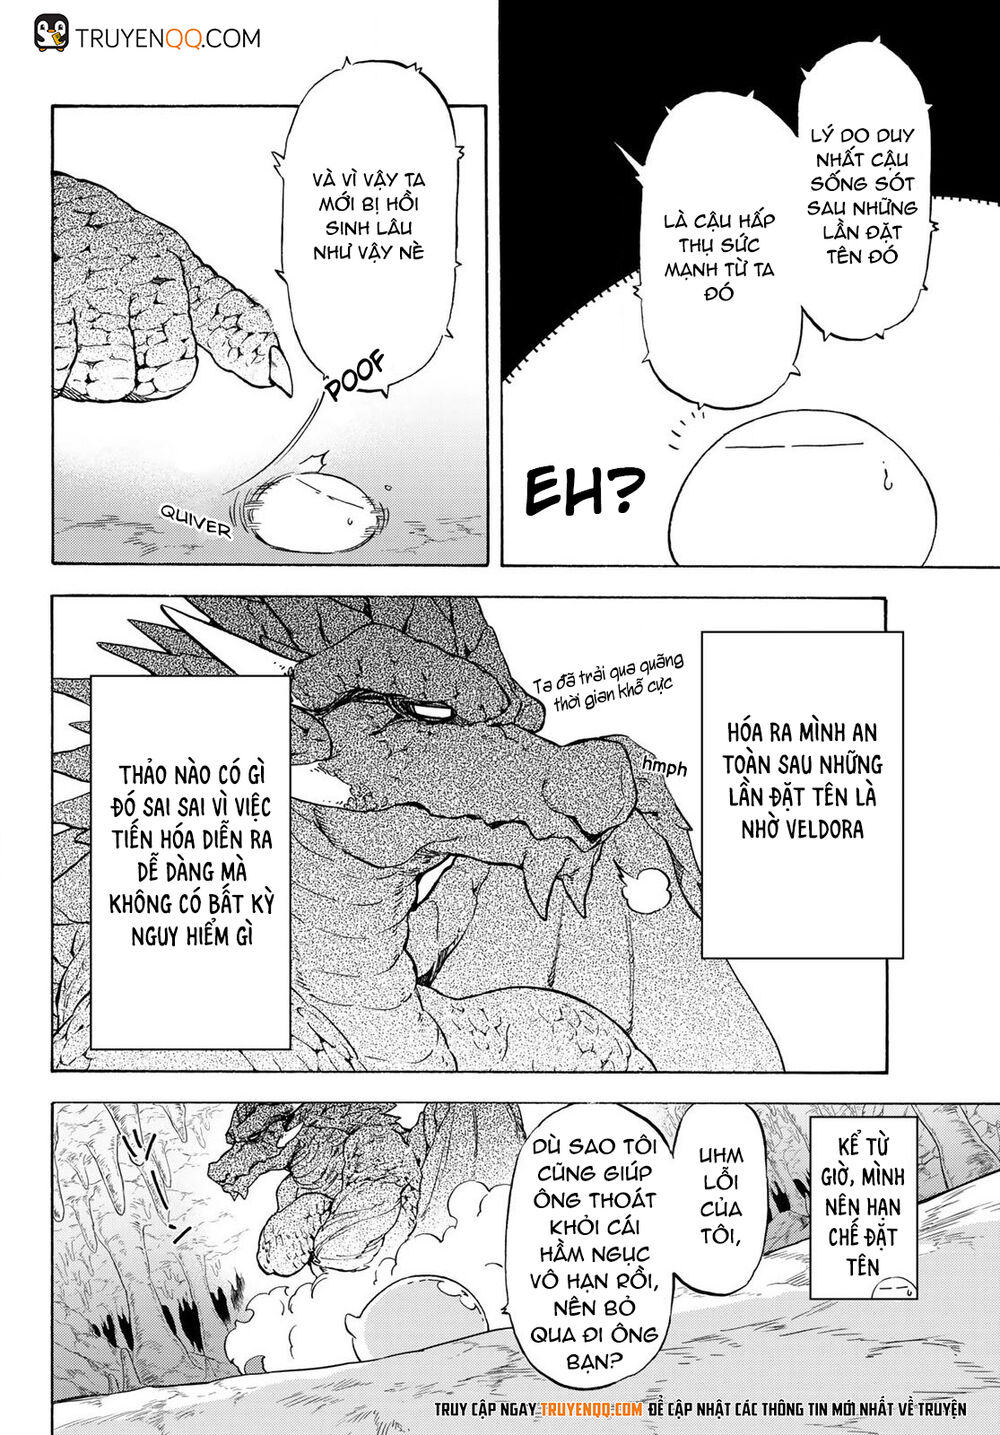 TRUYENQQ.COM
LÝ DO DUY
NHẤT CẬU
SỐNG SÓT
SAU NHỮNG
LẦN ĐẶT
TÊN ĐÓ
LÀ CẬU HẤP
THỤ SỨC
MẠNH TỪ TA
ĐÓ
EH?
VÀ VÌ VẬY TA
MỚI BỊ HỒI
SINH LÂU
NHƯ VẬY NÈ
POOF
QUIVER
HÓA RA MÌNH AN
TOÀN SAU NHỮNG
LẦN ĐẶT TÊN LÀ
NHỜ VELDORA
Ta đã trải qua quãng
thời gian khổ cực
hmph
THẢO NÀO CÓ GÌ
ĐÓ SAI SAI VÌ VIỆC
TIẾN HÓA DIỄN RA
DỄ DÀNG MÀ
KHÔNG CÓ BẤT KỲ
NGUY HIỂM GÌ
KỂ TỪ
GIỜ, MÌNH
NÊN HẠN
CHẾ ĐẶT
TÊN
UHM
LỖI
CỦA
TÔI,
DÙ SAO TÔI
CŨNG GIÚP
ÔNG THOÁT
KHỎI CÁI
HẦM NGỤC
VÔ HẠN RỒI,
NÊN BỎ
QUA ĐI ÔNG
BẠN?
TRUY CẬP NGAY TRUYENQQ.COM ĐỂ CẬP NHẬT CÁC THÔNG TIN MỚI NHẤT VỀ TRUYỆN